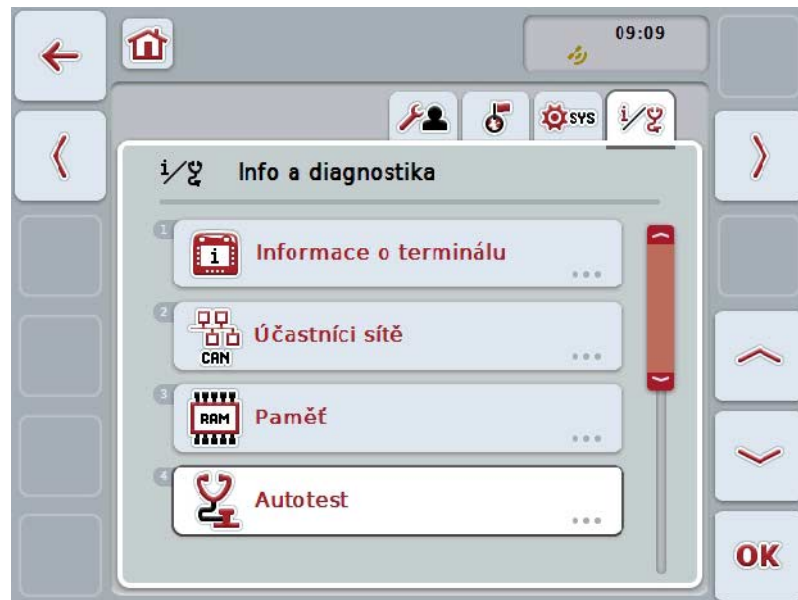 09:09
SYS
i
Info a diagnostika
1
i
Informace o terminálu
2
CAN
Účastníci sítě
3
RAM
Paměť
4
Autotest
OK